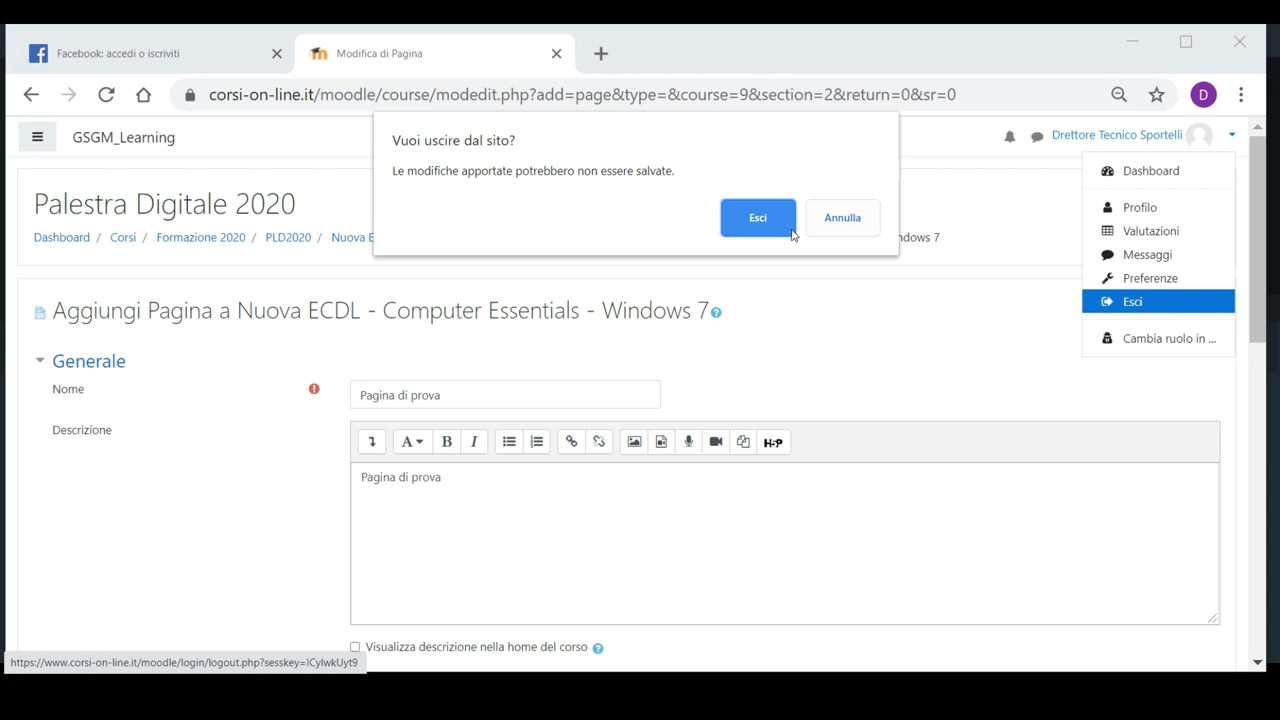 Facebook: accedi o iscriviti
Modifica di Pagina
corsi-on-line.it/moodle/course/modedit.php?add=page&type=&course=9&section=2&return=0&sr=0
D
GSGM_Learning
Drettore Tecnico Sportelli
Vuoi uscire dal sito?
Le modifiche apportate potrebbero non essere salvate.
Esci
Annulla
Dashboard
Profilo
Valutazioni
Messaggi
Preferenze
Esci
Cambia ruolo in ...
Palestra Digitale 2020
Dashboard / Corsi / Formazione 2020 / PLD2020 / Nuova E
ndows 7
Aggiungi Pagina a Nuova ECDL - Computer Essentials - Windows 7
Generale
Nome
Pagina di prova
Descrizione
A B I
H-P
Pagina di prova
Visualizza descrizione nella home del corso
https://www.corsi-on-line.it/moodle/login/logout.php?sesskey=lCylwkUyt9